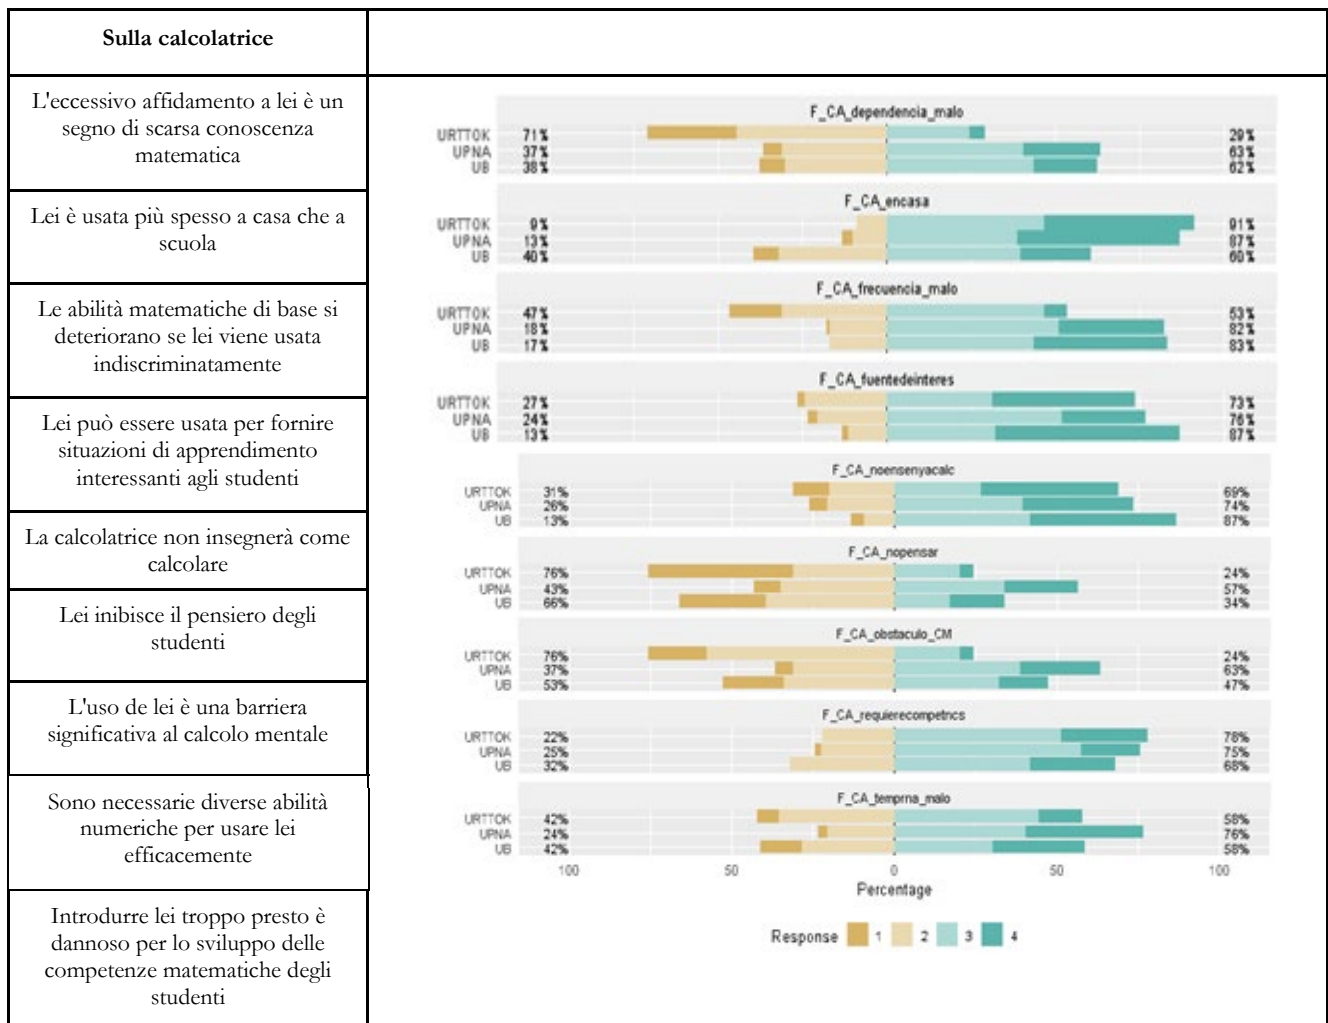 Sulla calcolatrice
L'eccessivo affidamento a lei è un
segno di scarsa conoscenza
matematica
Lei è usata più spesso a casa che a
scuola
Le abilità matematiche di base si
deteriorano se lei viene usata
indiscriminatamente
Lei può essere usata per fornire
situazioni di apprendimento
interessanti agli studenti
La calcolatrice non insegnerà come
calcolare
Lei inibisce il pensiero degli
studenti
L'uso de lei è una barriera
significativa al calcolo mentale
Sono necessarie diverse abilità
numeriche per usare lei
efficacemente
Introdurre lei troppo presto è
dannoso per lo sviluppo delle
competenze matematiche degli
studenti
F_CA_dependencia_malo
URTTOK 71% 29%
UPNA 37% 63%
UB 38% 62%
F_CA_encasa
URTTOK 9% 91%
UPNA 13% 87%
UB 40% 60%
F_CA_frecuencia_malo
URTTOK 47% 53%
UPNA 18% 82%
UB 17% 83%
F_CA_fuentedeinteres
URTTOK 27% 73%
UPNA 24% 76%
UB 13% 87%
F_CA_noensenyacalc
URTTOK 31% 69%
UPNA 26% 74%
UB 13% 87%
F_CA_nopensar
URTTOK 76% 24%
UPNA 43% 57%
UB 66% 34%
F_CA_obstaculo_CM
URTTOK 76% 24%
UPNA 37% 63%
UB 53% 47%
F_CA_requierecompetncs
URTTOK 22% 78%
UPNA 25% 75%
UB 32% 68%
F_CA_temprna_malo
URTTOK 42% 58%
UPNA 24% 76%
UB 42% 58%
100 50 0 50 100
Percentage
Response 1 2 3 4